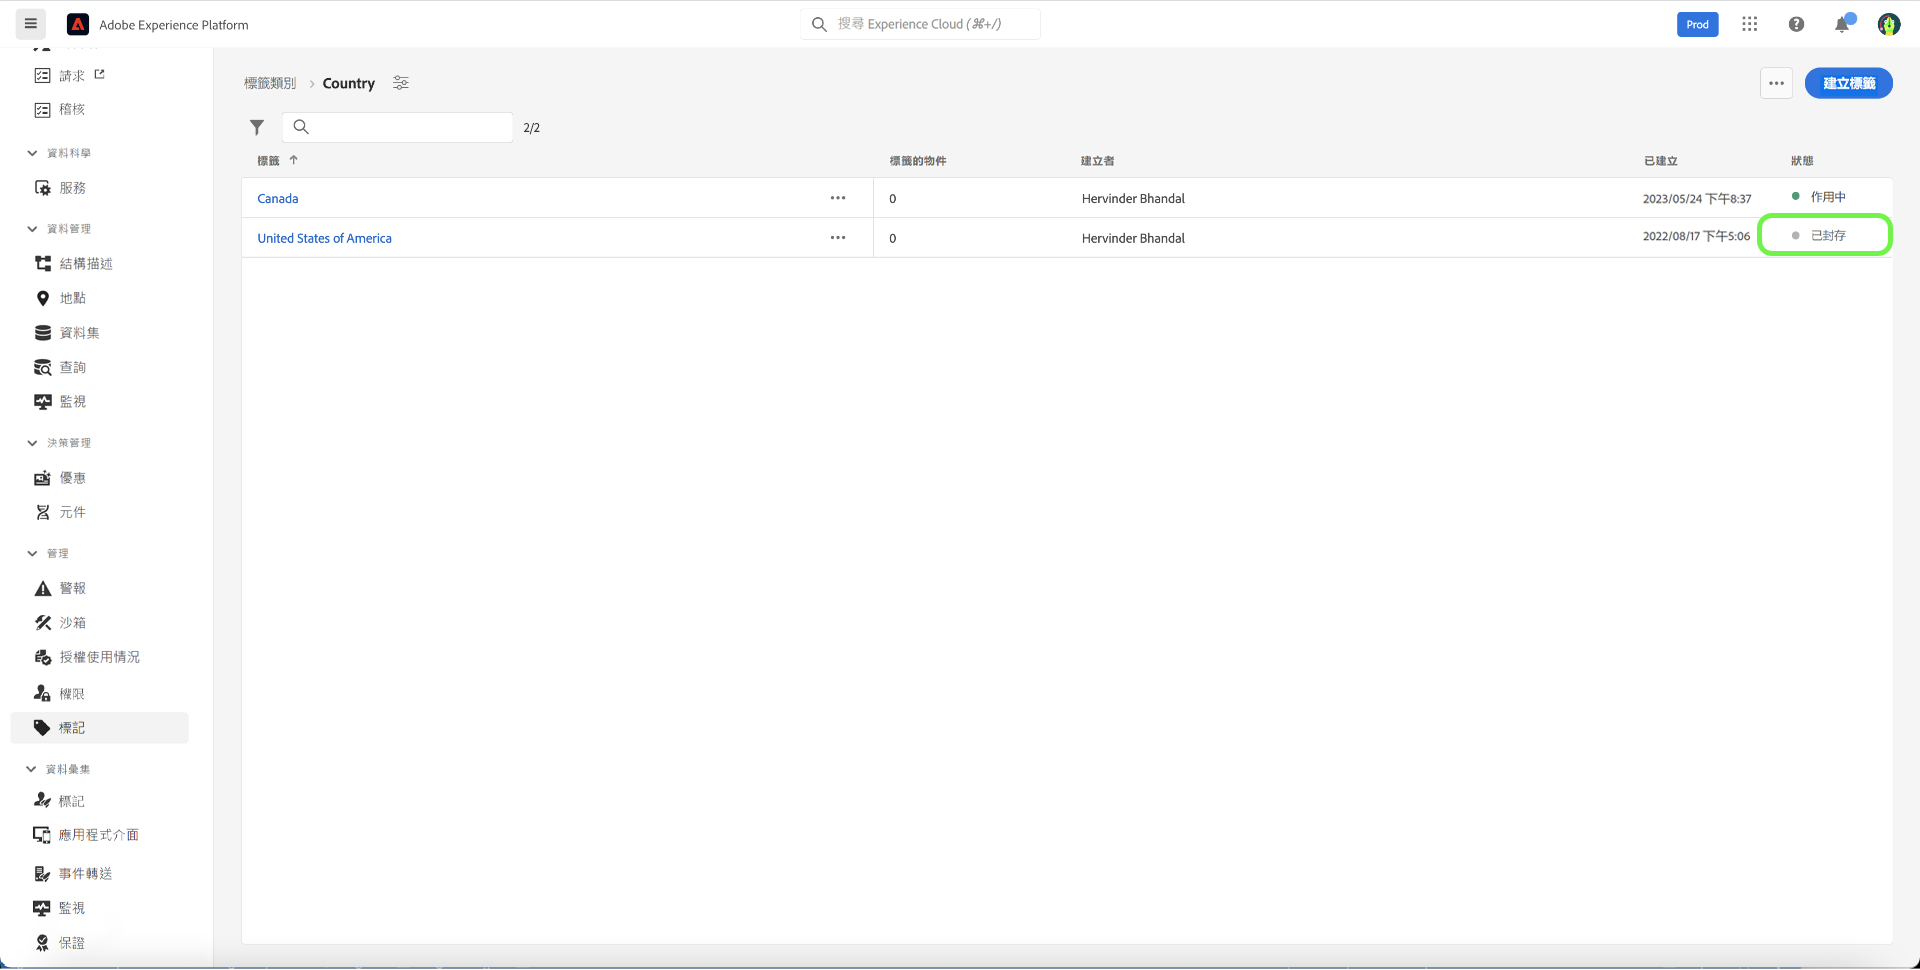 Adobe Experience Platform
搜尋 Experience Cloud (⌘+/)
Prod
請求
稽核
資料科學
服務
資料管理
結構描述
地點
資料集
查詢
監視
決策管理
優惠
元件
管理
警報
沙箱
授權使用情況
權限
標記
資料彙集
標記
應用程式介面
事件轉送
監視
保證
標籤類別 › Country
建立標籤
2/2
標籤 標籤的物件 建立者 已建立 狀態
Canada 0 Hervinder Bhandal 2023/05/24 下午8:37 作用中
United States of America 0 Hervinder Bhandal 2022/08/17 下午5:06 已封存